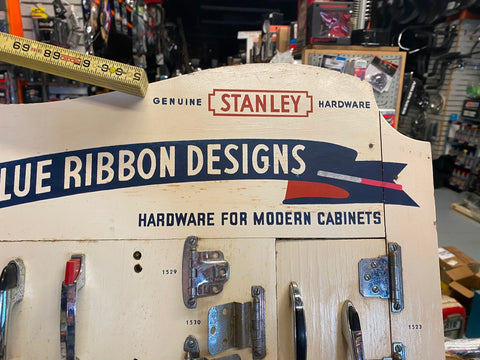 GENUINE STANLEY HARDWARE
LUE RIBBON DESIGNS
HARDWARE FOR MODERN CABINETS
1529
1530
1523